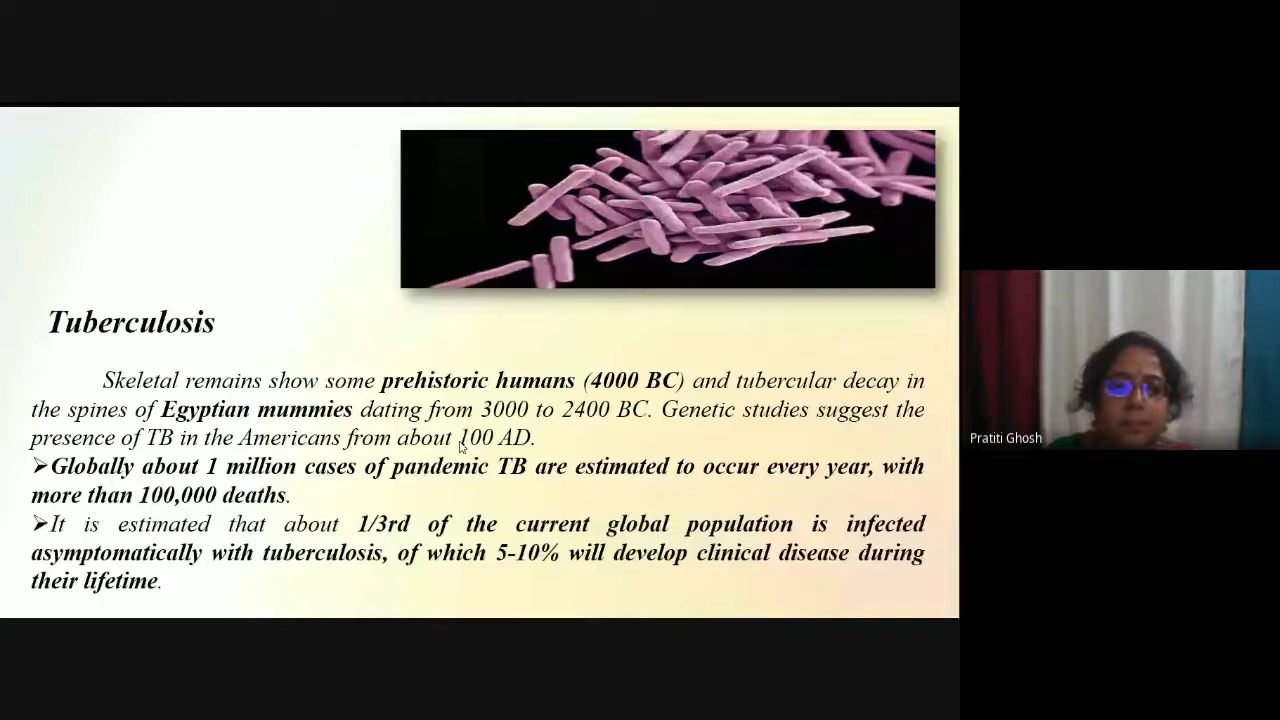 Tuberculosis
Skeletal remains show some prehistoric humans (4000 BC) and tubercular decay in
the spines of Egyptian mummies dating from 3000 to 2400 BC. Genetic studies suggest the
presence of TB in the Americans from about 100 AD.
➢Globally about 1 million cases of pandemic TB are estimated to occur every year, with
more than 100,000 deaths.
➢It is estimated that about 1/3rd of the current global population is infected
asymptomatically with tuberculosis, of which 5-10% will develop clinical disease during
their lifetime.
Pratiti Ghosh